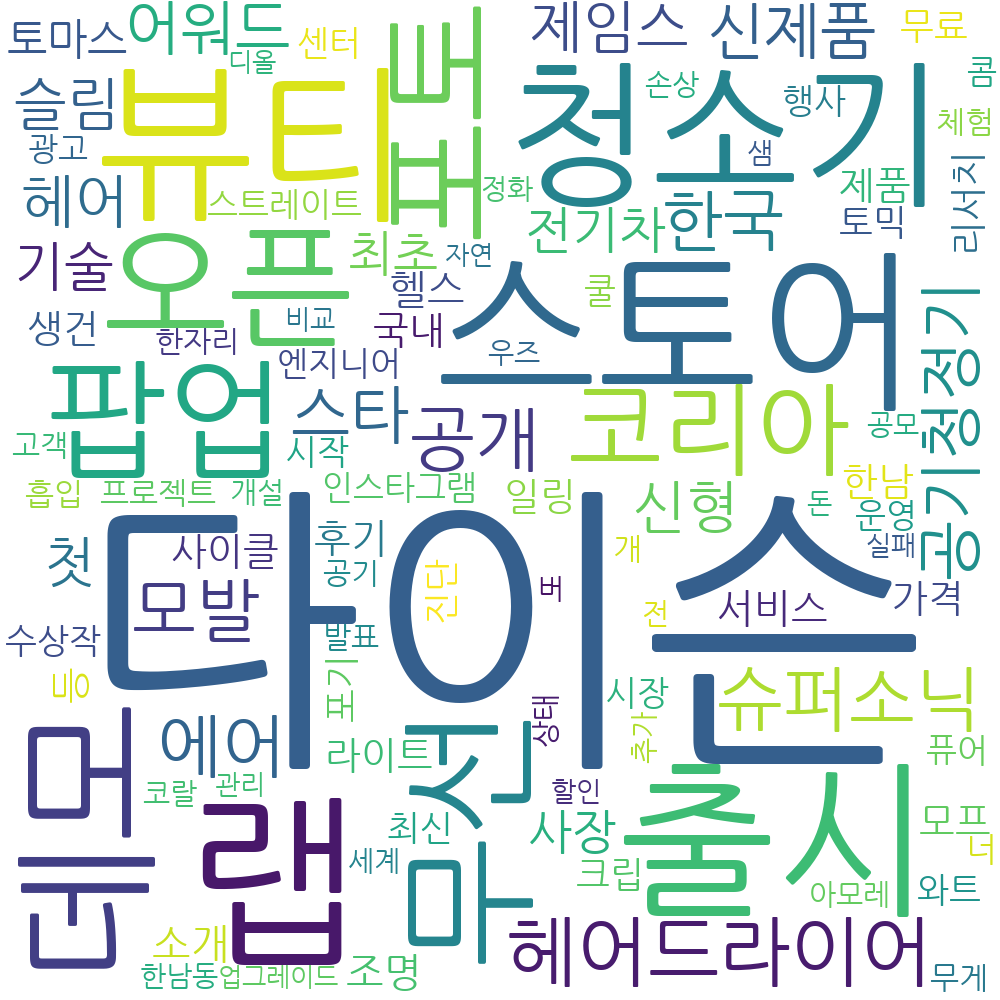 토마스
어워드
센터
디올
포토
제임스
신제품
무료
콤
슬림
뷰티
청소기
손상
행사
체험
광고
샘
헤어
스트레이트
정화
전기차
한국
제품
토믹
리서치
기술
오픈
최초
자연
헬스
쿨
스토어
생건
한자리
비교
국내
엔지니어
우즈
공기청정기
팝업
스타
공개
코리아
공모
고객
시작
흡입
프로젝트
개설
인스타그램
일링
신형
한남
돈
운영
첫
사이클
후기
다이슨
개
실패
공기
진단
버
모발
전
서비스
가격
수상작
발표
등
포기
시장
슈퍼소닉
데모
에어
라이트
무선
상태
추가
퓨어
코랄
관리
할인
출시
랩
최신
사장
모프
너
세계
크립
아모레
와트
소개
헤어드라이어
한남동
업그레이드
조명
무게